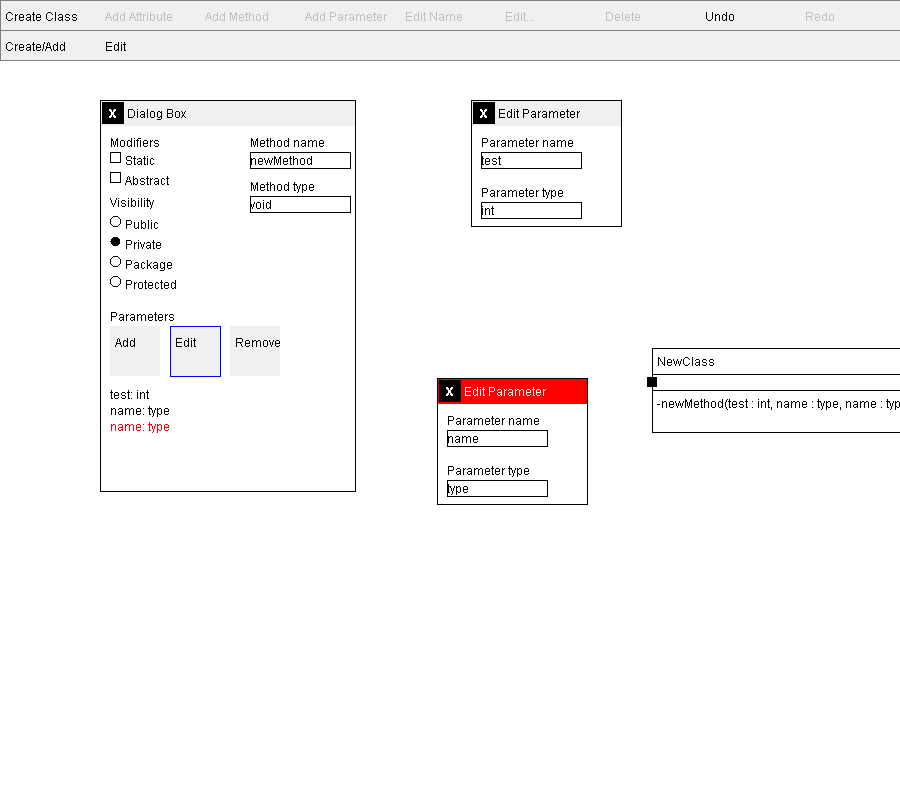 Create Class Add Attribute Add Method Add Parameter Edit Name Edit... Delete Undo Redo
Create/Add Edit
X Dialog Box
Modifiers
Static
Abstract
Visibility
Public
Private
Package
Protected
Method name
newMethod
Method type
void
Parameters
Add Edit Remove
test: int
name: type
name: type
X Edit Parameter
Parameter name
test
Parameter type
int
X Edit Parameter
Parameter name
name
Parameter type
type
NewClass
-newMethod(test : int, name : type, name : typ